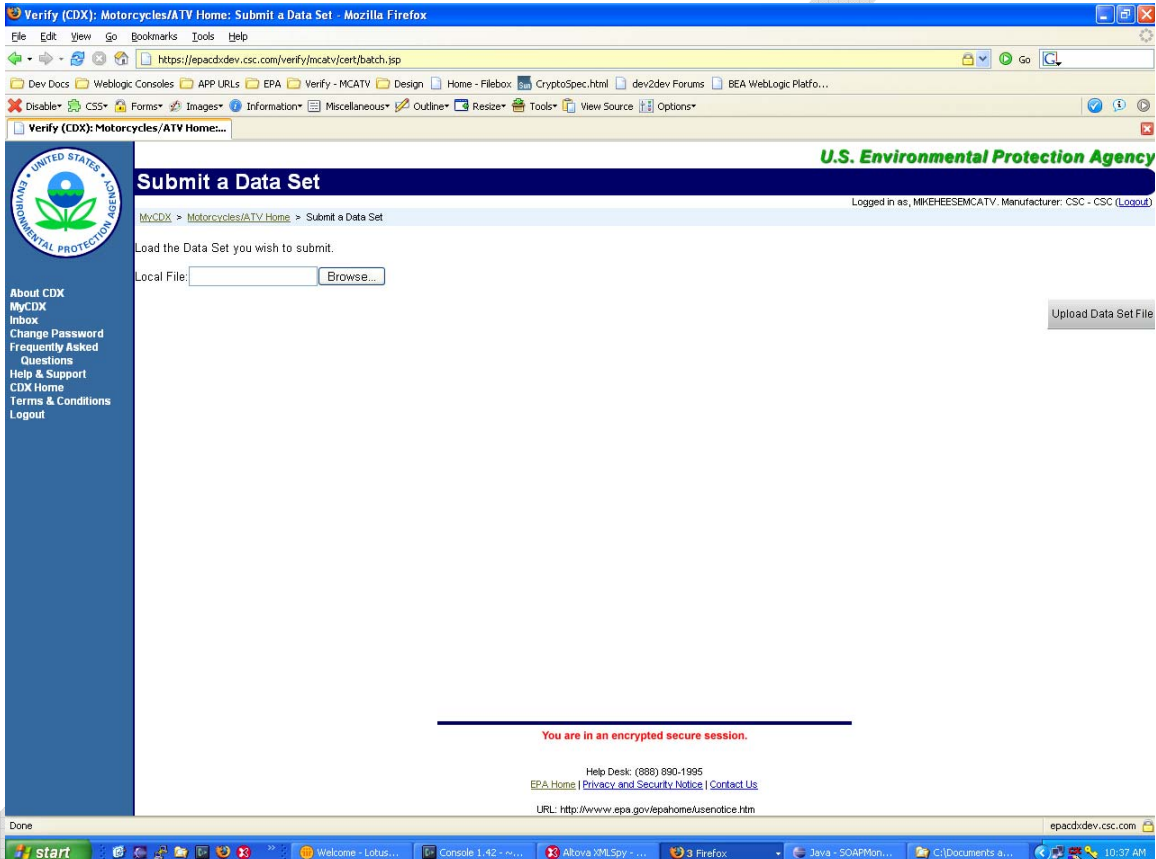 Verify (CDX): Motorcycles/ATV Home: Submit a Data Set - Mozilla Firefox
File Edit View Go Bookmarks Tools Help
https://epacdxdev.csc.com/verify/mcatv/cert/batch.jsp Go
Dev Docs Weblogic Consoles APP URLs EPA Verify - MCATV Design Home - Filebox CryptoSpec.html dev2dev Forums BEA WebLogic Platfo...
Disable CSS Forms Images Information Miscellaneous Outline Resize Tools View Source Options
Verify (CDX): Motorcycles/ATV Home:...
UNITED STATES ENVIRONMENTAL PROTECTION AGENCY
U.S. Environmental Protection Agency
Submit a Data Set
Logged in as, MIKEHEESEMCATV. Manufacturer: CSC - CSC (Logout)
MyCDX > Motorcycles/ATV Home > Submit a Data Set
Load the Data Set you wish to submit.
Local File: Browse...
Upload Data Set File
About CDX
MyCDX
Inbox
Change Password
Frequently Asked
Questions
Help & Support
CDX Home
Terms & Conditions
Logout
You are in an encrypted secure session.
Help Desk: (888) 890-1995
EPA Home | Privacy and Security Notice | Contact Us
URL: http://www.epa.gov/epahome/usenotice.htm
Done epacdxdev.csc.com
start Welcome - Lotus... Console 1.42 - ~... Altova XMLSpy - ... 3 Firefox Java - SOAPMon... C:\Documents a... 10:37 AM